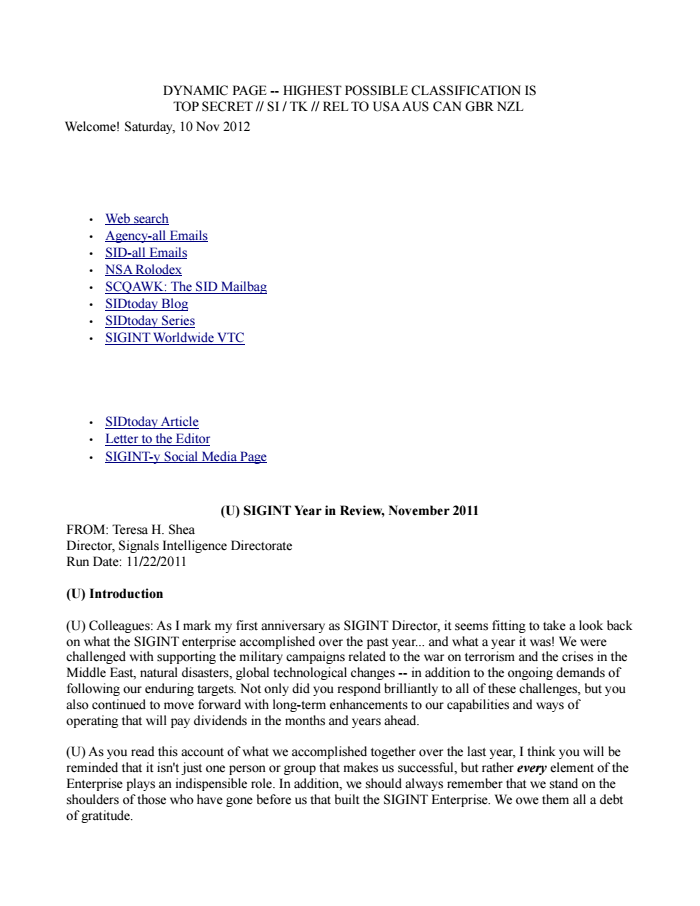 DYNAMIC PAGE -- HIGHEST POSSIBLE CLASSIFICATION IS
TOP SECRET // SI / TK // REL TO USA AUS CAN GBR NZL
Welcome! Saturday, 10 Nov 2012
• Web search
• Agency-all Emails
• SID-all Emails
• NSA Rolodex
• SCQAWK: The SID Mailbag
• SIDtoday Blog
• SIDtoday Series
• SIGINT Worldwide VTC
• SIDtoday Article
• Letter to the Editor
• SIGINT-y Social Media Page
(U) SIGINT Year in Review, November 2011
FROM: Teresa H. Shea
Director, Signals Intelligence Directorate
Run Date: 11/22/2011
(U) Introduction
(U) Colleagues: As I mark my first anniversary as SIGINT Director, it seems fitting to take a look back
on what the SIGINT enterprise accomplished over the past year... and what a year it was! We were
challenged with supporting the military campaigns related to the war on terrorism and the crises in the
Middle East, natural disasters, global technological changes -- in addition to the ongoing demands of
following our enduring targets. Not only did you respond brilliantly to all of these challenges, but you
also continued to move forward with long-term enhancements to our capabilities and ways of
operating that will pay dividends in the months and years ahead.
(U) As you read this account of what we accomplished together over the last year, I think you will be
reminded that it isn't just one person or group that makes us successful, but rather every element of the
Enterprise plays an indispensible role. In addition, we should always remember that we stand on the
shoulders of those who have gone before us that built the SIGINT Enterprise. We owe them all a debt
of gratitude.